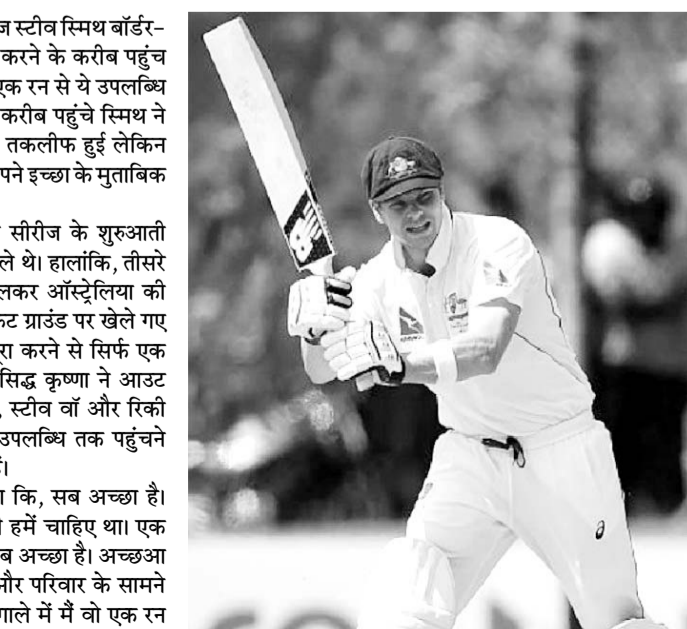 ज स्टीव स्मिथ बॉर्डर-
करने के करीब पहुंच
एक रन से ये उपलब्धि
करीब पहुंचे स्मिथ ने
तकलीफ हुई लेकिन
पने इच्छा के मुताबिक
सीरीज के शुरुआती
ले थे। हालांकि, तीसरे
लकर ऑस्ट्रेलिया की
केट ग्राउंड पर खेले गए
रा करने से सिर्फ एक
सिद्ध कृष्णा ने आउट
, स्टीव वॉ और रिकी
उपलब्धि तक पहुंचने
ं।
ा कि, सब अच्छा है।
ो हमें चाहिए था। एक
ब अच्छा है। अच्छआ
और परिवार के सामने
गाले में मैं वो एक रन